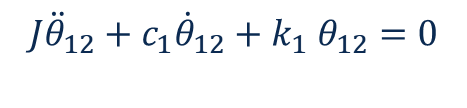 Jθ̈₁₂ + c₁θ̇₁₂ + k₁ θ₁₂ = 0